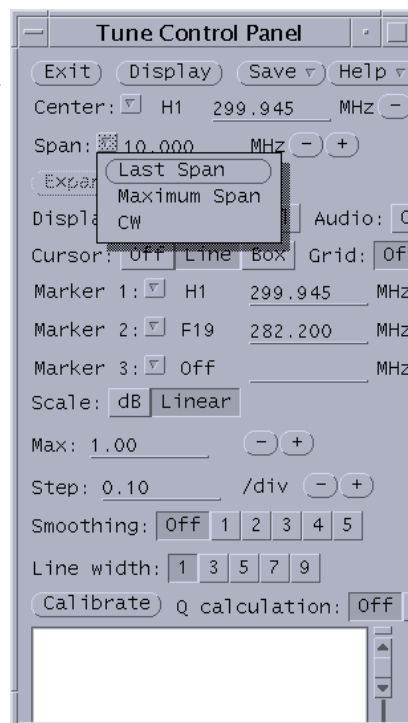 Tune Control Panel
Exit Display Save Help
Center: H1 299.945 MHz -
Span: 10.000 MHz - +
Last Span
Maximum Span
CW
Cursor: Off Line Box Grid:
Marker 1: H1 299.945 MHz
Marker 2: F19 282.200 MHz
Marker 3: Off MHz
Scale: dB Linear
Max: 1.00 - +
Step: 0.10 /div - +
Smoothing: Off 1 2 3 4 5
Line width: 1 3 5 7 9
Calibrate Q calculation: Off
Audio: